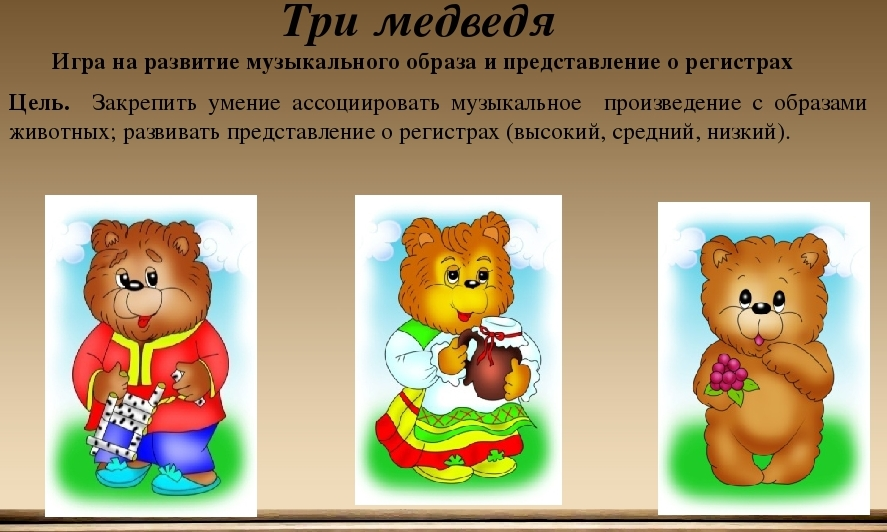 Три медведя
Игра на развитие музыкального образа и представление о регистрах
Цель. Закрепить умение ассоциировать музыкальное произведение с образами
животных; развивать представление о регистрах (высокий, средний, низкий).